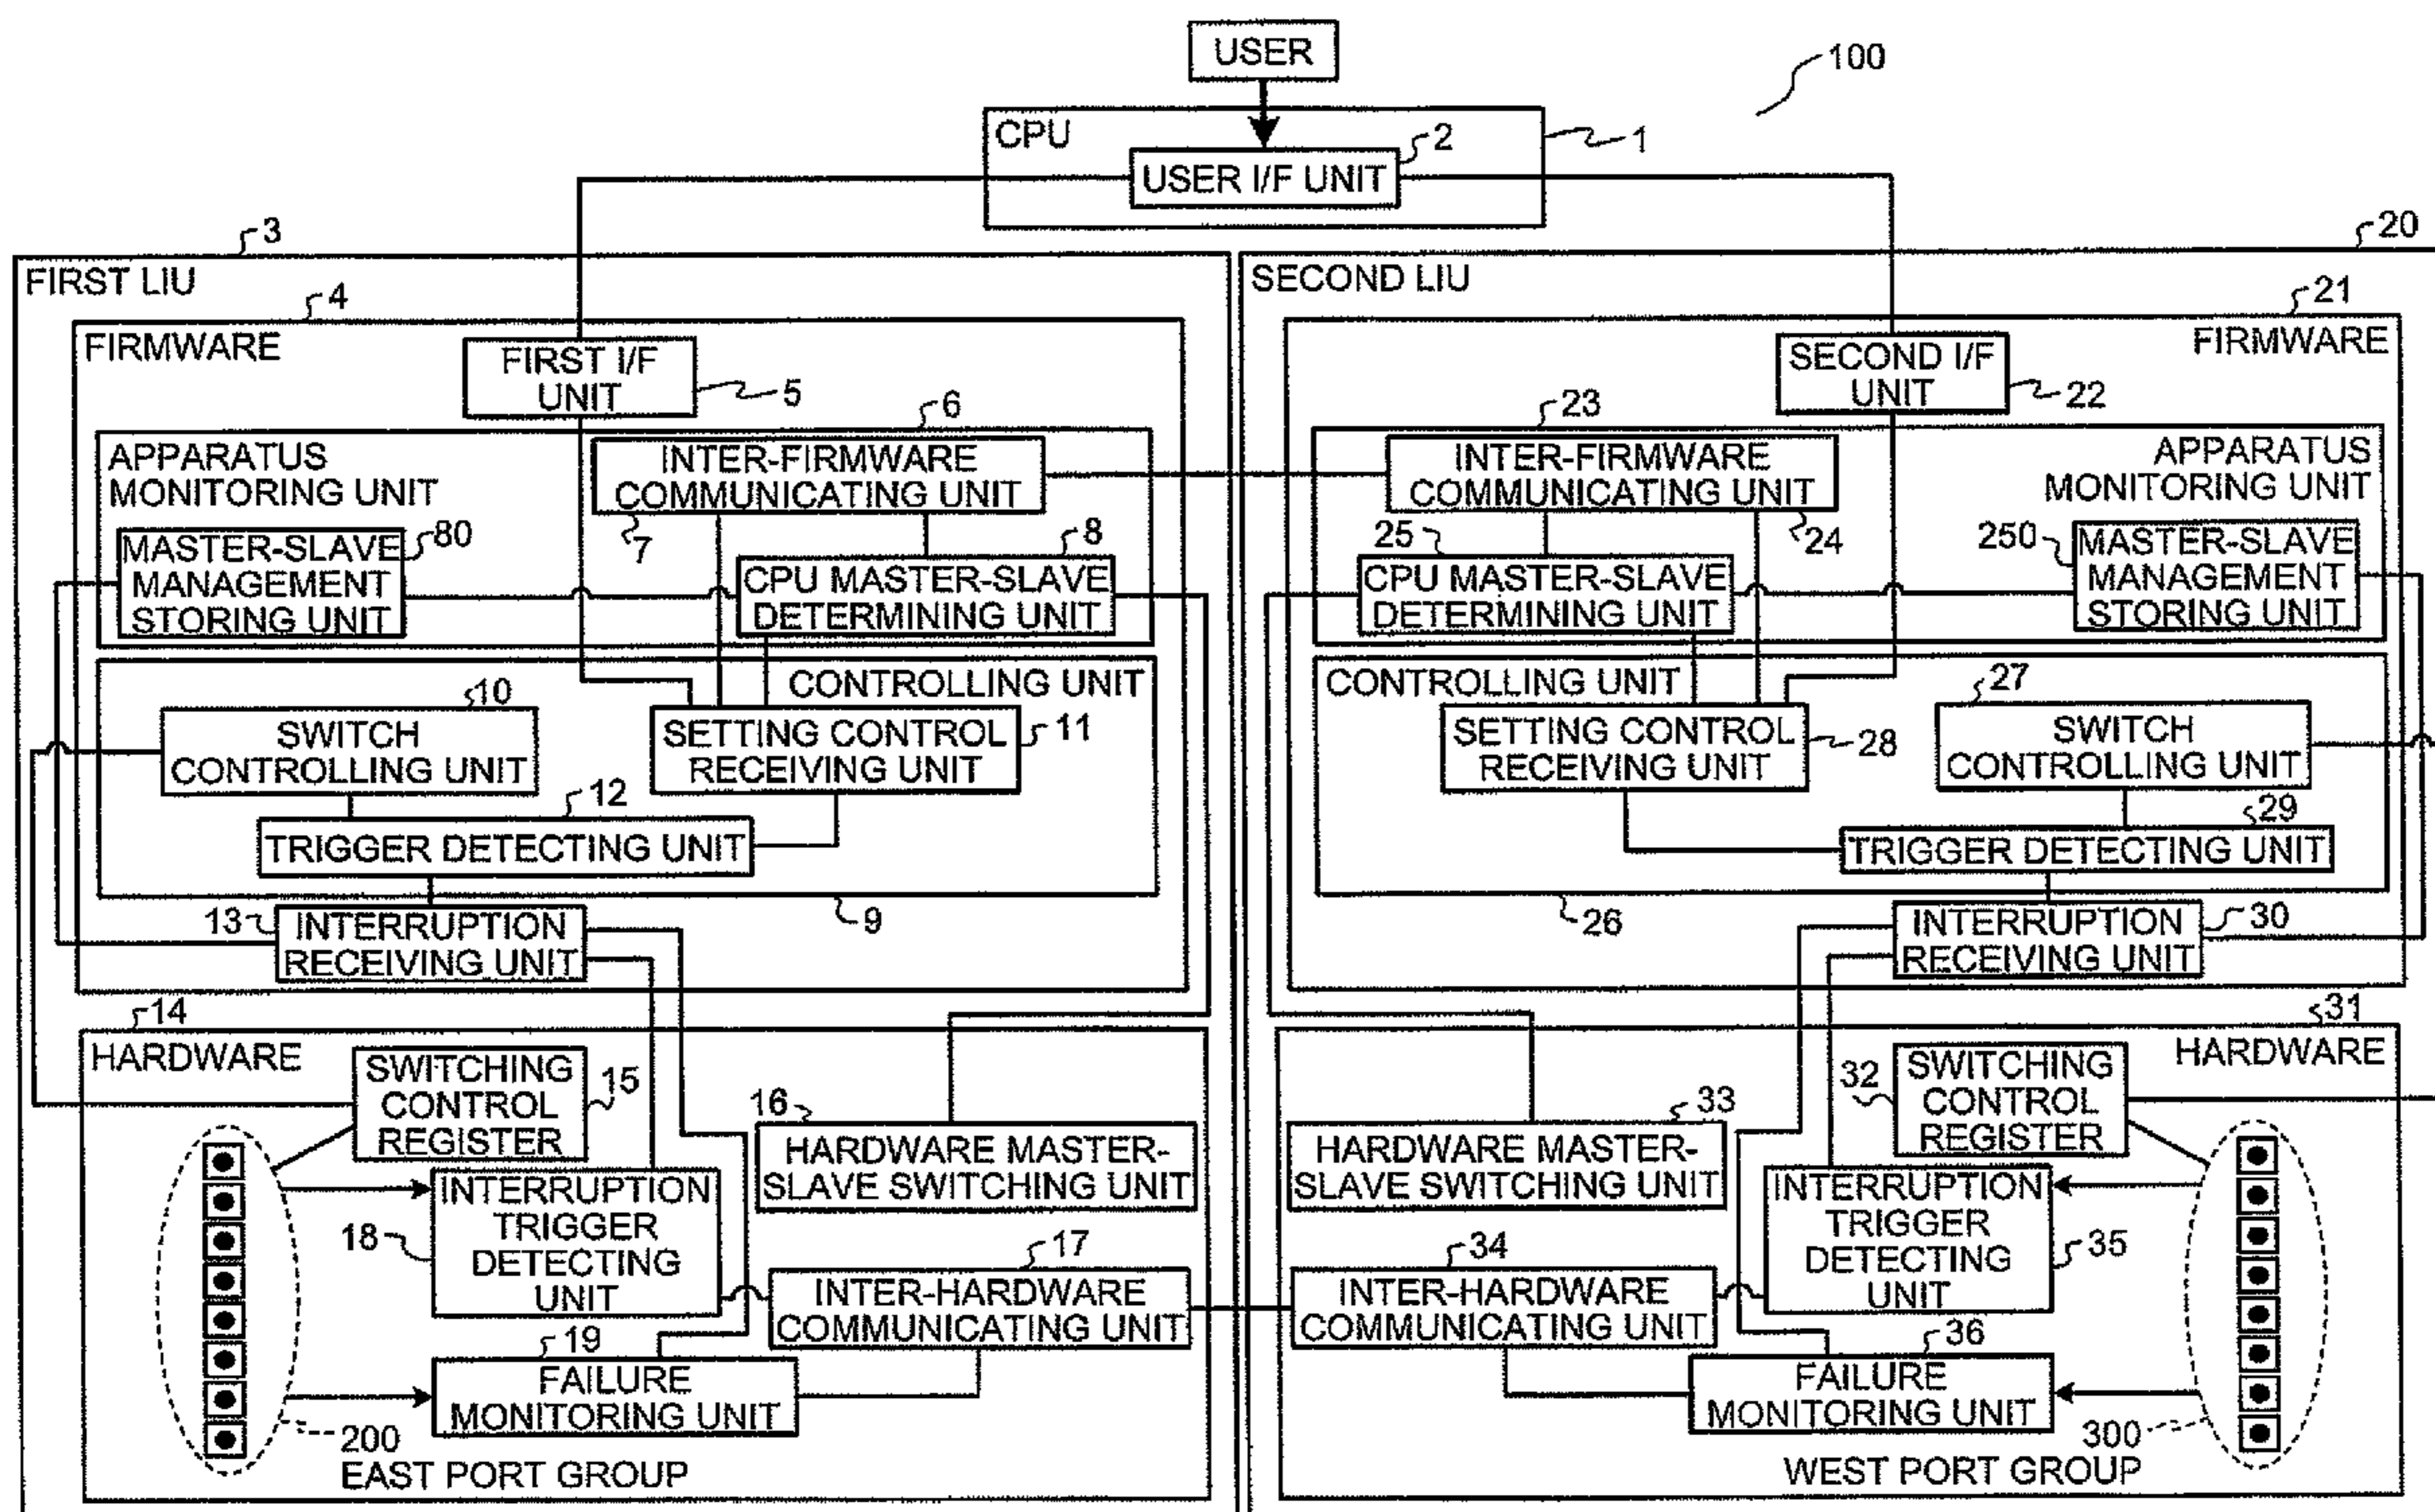 USER
100
CPU
1
2
USER I/F UNIT
3
FIRST LIU
4
FIRMWARE
FIRST I/F
UNIT
5
6
APPARATUS
MONITORING UNIT
INTER-FIRMWARE
COMMUNICATING UNIT
7
MASTER-SLAVE
MANAGEMENT
STORING UNIT
80
8
CPU MASTER-SLAVE
DETERMINING UNIT
CONTROLLING UNIT
10
SWITCH
CONTROLLING UNIT
SETTING CONTROL
RECEIVING UNIT
11
12
TRIGGER DETECTING UNIT
9
13
INTERRUPTION
RECEIVING UNIT
14
HARDWARE
SWITCHING
CONTROL
REGISTER
15
16
HARDWARE MASTER-
SLAVE SWITCHING UNIT
INTERRUPTION
TRIGGER
DETECTING
UNIT
18
17
INTER-HARDWARE
COMMUNICATING UNIT
19
FAILURE
MONITORING UNIT
200
EAST PORT GROUP
20
SECOND LIU
21
FIRMWARE
SECOND I/F
UNIT
22
23
INTER-FIRMWARE
COMMUNICATING UNIT
24
APPARATUS
MONITORING UNIT
25
CPU MASTER-SLAVE
DETERMINING UNIT
250
MASTER-SLAVE
MANAGEMENT
STORING UNIT
CONTROLLING UNIT
27
SETTING CONTROL
RECEIVING UNIT
28
SWITCH
CONTROLLING UNIT
29
TRIGGER DETECTING UNIT
26
INTERRUPTION
RECEIVING UNIT
30
31
HARDWARE
32
SWITCHING
CONTROL
REGISTER
33
HARDWARE MASTER-
SLAVE SWITCHING UNIT
INTERRUPTION
TRIGGER
DETECTING
UNIT
35
34
INTER-HARDWARE
COMMUNICATING UNIT
36
FAILURE
MONITORING UNIT
300
WEST PORT GROUP